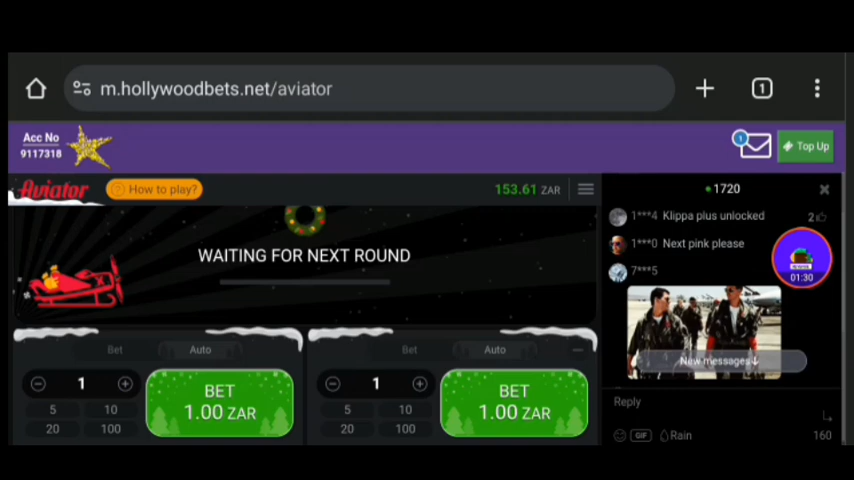 m.hollywoodbets.net/aviator
1
Acc No
9117318
1
Top Up
Aviator
? How to play?
153.61 ZAR
1720
WAITING FOR NEXT ROUND
1***4 Klippa plus unlocked
2
1***0 Next pink please
01:30
7***5
New messages
Bet
Auto
Bet
Auto
1
BET
1.00 ZAR
1
BET
1.00 ZAR
5
10
5
10
20
100
20
100
Reply
GIF
Rain
160